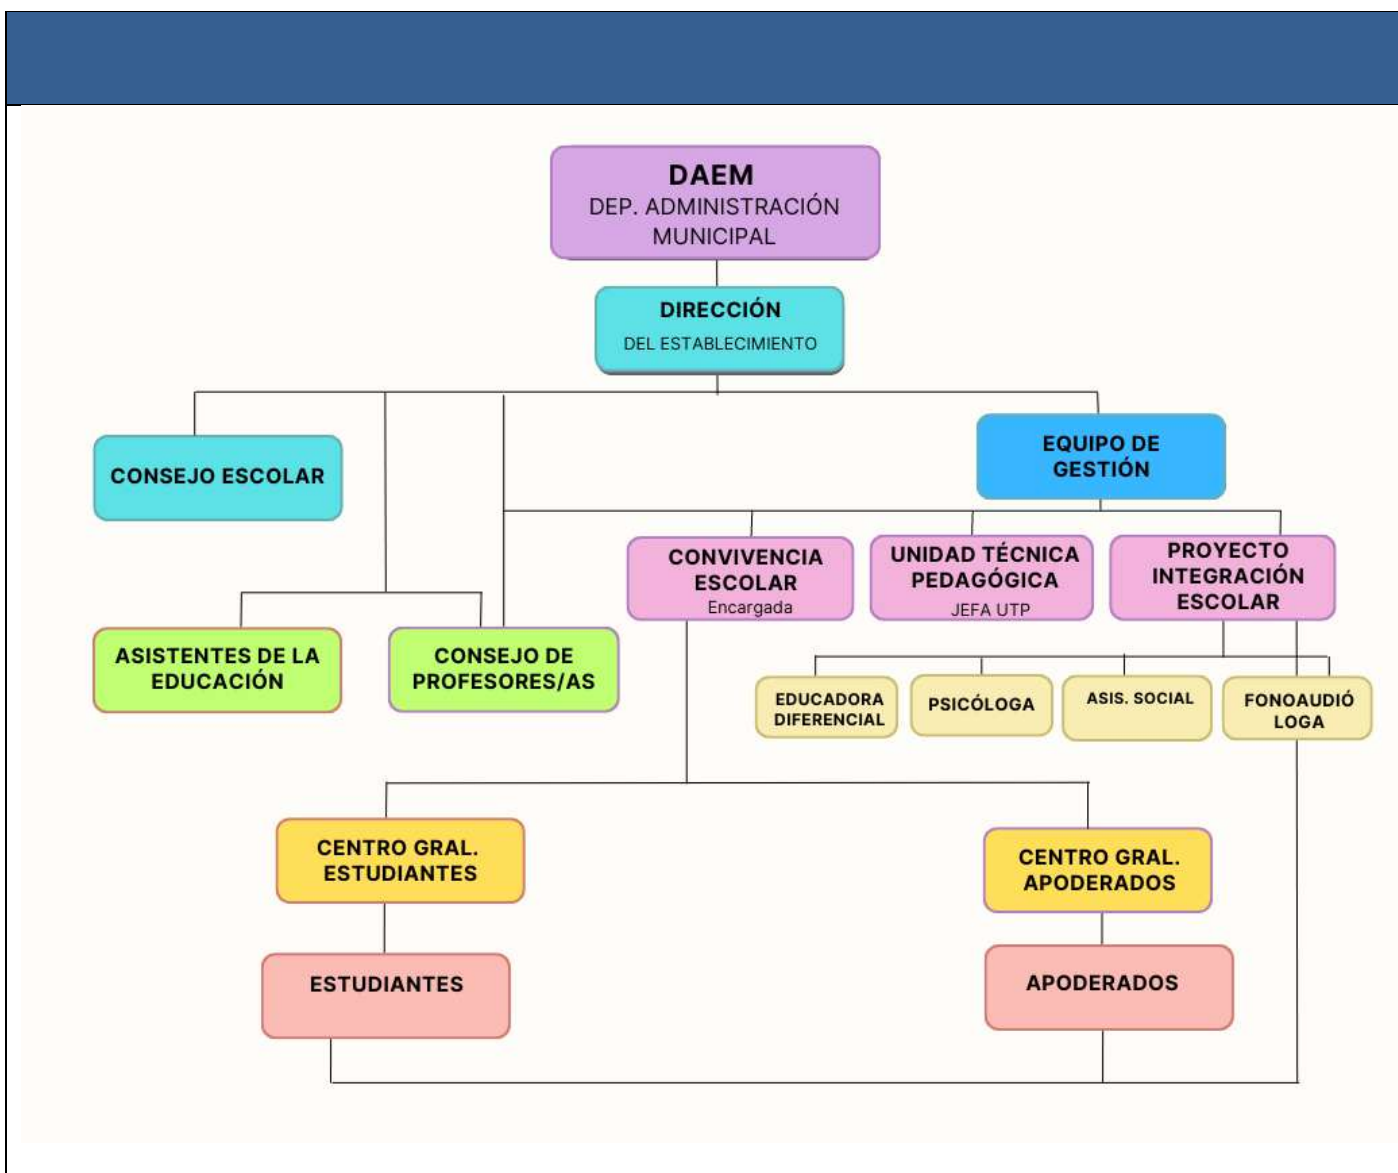 DAEM
DEP. ADMINISTRACIÓN
MUNICIPAL
DIRECCIÓN
DEL ESTABLECIMIENTO
CONSEJO ESCOLAR
EQUIPO DE
GESTIÓN
CONVIVENCIA
ESCOLAR
Encargada
UNIDAD TÉCNICA
PEDAGÓGICA
JEFA UTP
PROYECTO
INTEGRACIÓN
ESCOLAR
ASISTENTES DE LA
EDUCACIÓN
CONSEJO DE
PROFESORES/AS
EDUCADORA
DIFERENCIAL
PSICÓLOGA
ASIS. SOCIAL
FONOAUDIÓ
LOGA
CENTRO GRAL.
ESTUDIANTES
CENTRO GRAL.
APODERADOS
ESTUDIANTES
APODERADOS